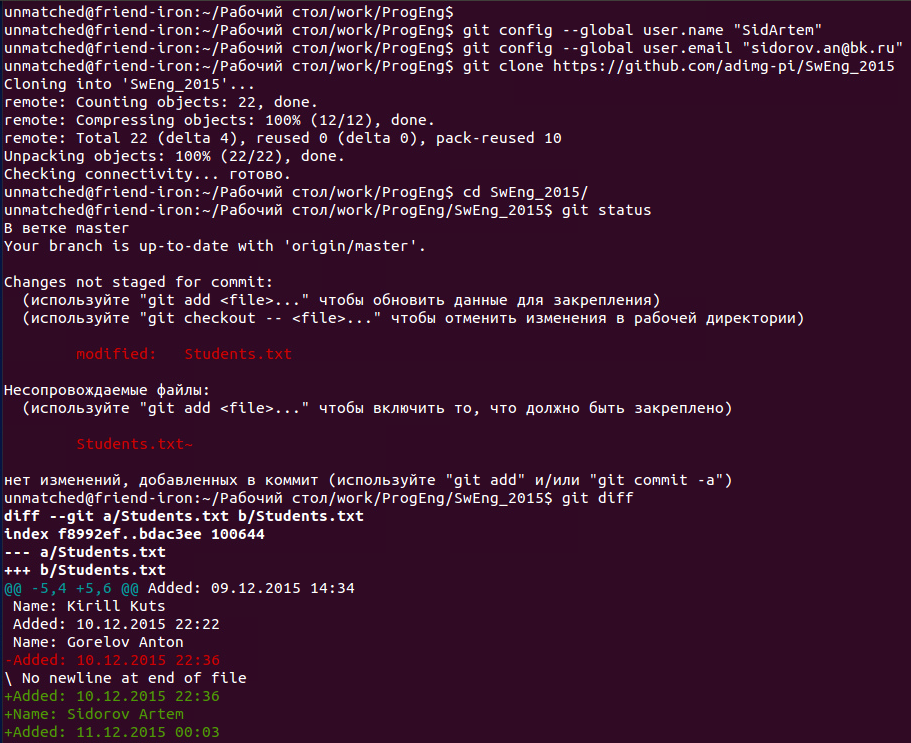 unmatched@friend-iron:~/Рабочий стол/work/ProgEng$
unmatched@friend-iron:~/Рабочий стол/work/ProgEng$ git config --global user.name "SidArtem"
unmatched@friend-iron:~/Рабочий стол/work/ProgEng$ git config --global user.email "sidorov.an@bk.ru"
unmatched@friend-iron:~/Рабочий стол/work/ProgEng$ git clone https://github.com/adimg-pi/SwEng_2015
Cloning into 'SwEng_2015'...
remote: Counting objects: 22, done.
remote: Compressing objects: 100% (12/12), done.
remote: Total 22 (delta 4), reused 0 (delta 0), pack-reused 10
Unpacking objects: 100% (22/22), done.
Checking connectivity... готово.
unmatched@friend-iron:~/Рабочий стол/work/ProgEng$ cd SwEng_2015/
unmatched@friend-iron:~/Рабочий стол/work/ProgEng/SwEng_2015$ git status
В ветке master
Your branch is up-to-date with 'origin/master'.
Changes not staged for commit:
(используйте "git add <file>..." чтобы обновить данные для закрепления)
(используйте "git checkout -- <file>..." чтобы отменить изменения в рабочей директории)
modified:   Students.txt
Несопровождаемые файлы:
(используйте "git add <file>..." чтобы включить то, что должно быть закреплено)
Students.txt~
нет изменений, добавленных в коммит (используйте "git add" и/или "git commit -a")
unmatched@friend-iron:~/Рабочий стол/work/ProgEng/SwEng_2015$ git diff
diff --git a/Students.txt b/Students.txt
index f8992ef..bdac3ee 100644
--- a/Students.txt
+++ b/Students.txt
@@ -5,4 +5,6 @@ Added: 09.12.2015 14:34
Name: Kirill Kuts
Added: 10.12.2015 22:22
Name: Gorelov Anton
-Added: 10.12.2015 22:36
\ No newline at end of file
+Added: 10.12.2015 22:36
+Name: Sidorov Artem
+Added: 11.12.2015 00:03